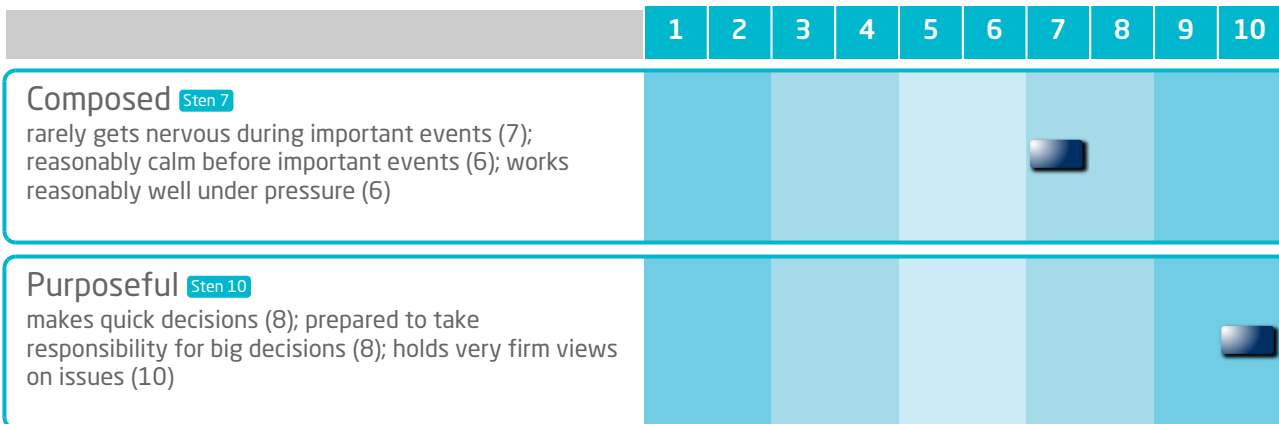 1 2 3 4 5 6 7 8 9 10
Composed Sten 7
rarely gets nervous during important events (7);
reasonably calm before important events (6); works
reasonably well under pressure (6)
Purposeful Sten 10
makes quick decisions (8); prepared to take
responsibility for big decisions (8); holds very firm views
on issues (10)